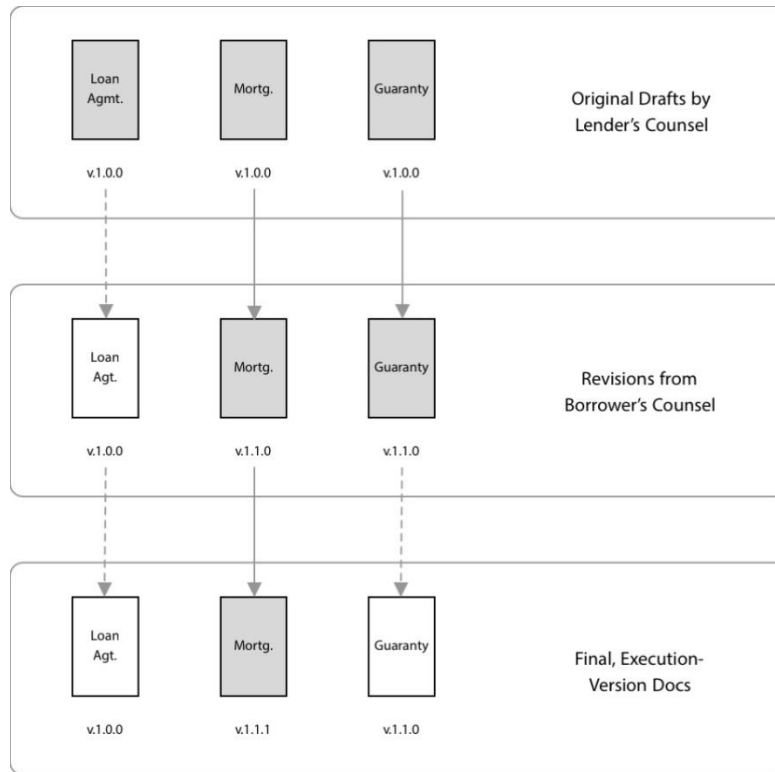 Loan
Agmt.
Mortg.
Guaranty
Original Drafts by
Lender’s Counsel
v.1.0.0
v.1.0.0
v.1.0.0
Loan
Agt.
Mortg.
Guaranty
Revisions from
Borrower’s Counsel
v.1.0.0
v.1.1.0
v.1.1.0
Loan
Agt.
Mortg.
Guaranty
Final, Execution-
Version Docs
v.1.0.0
v.1.1.1
v.1.1.0